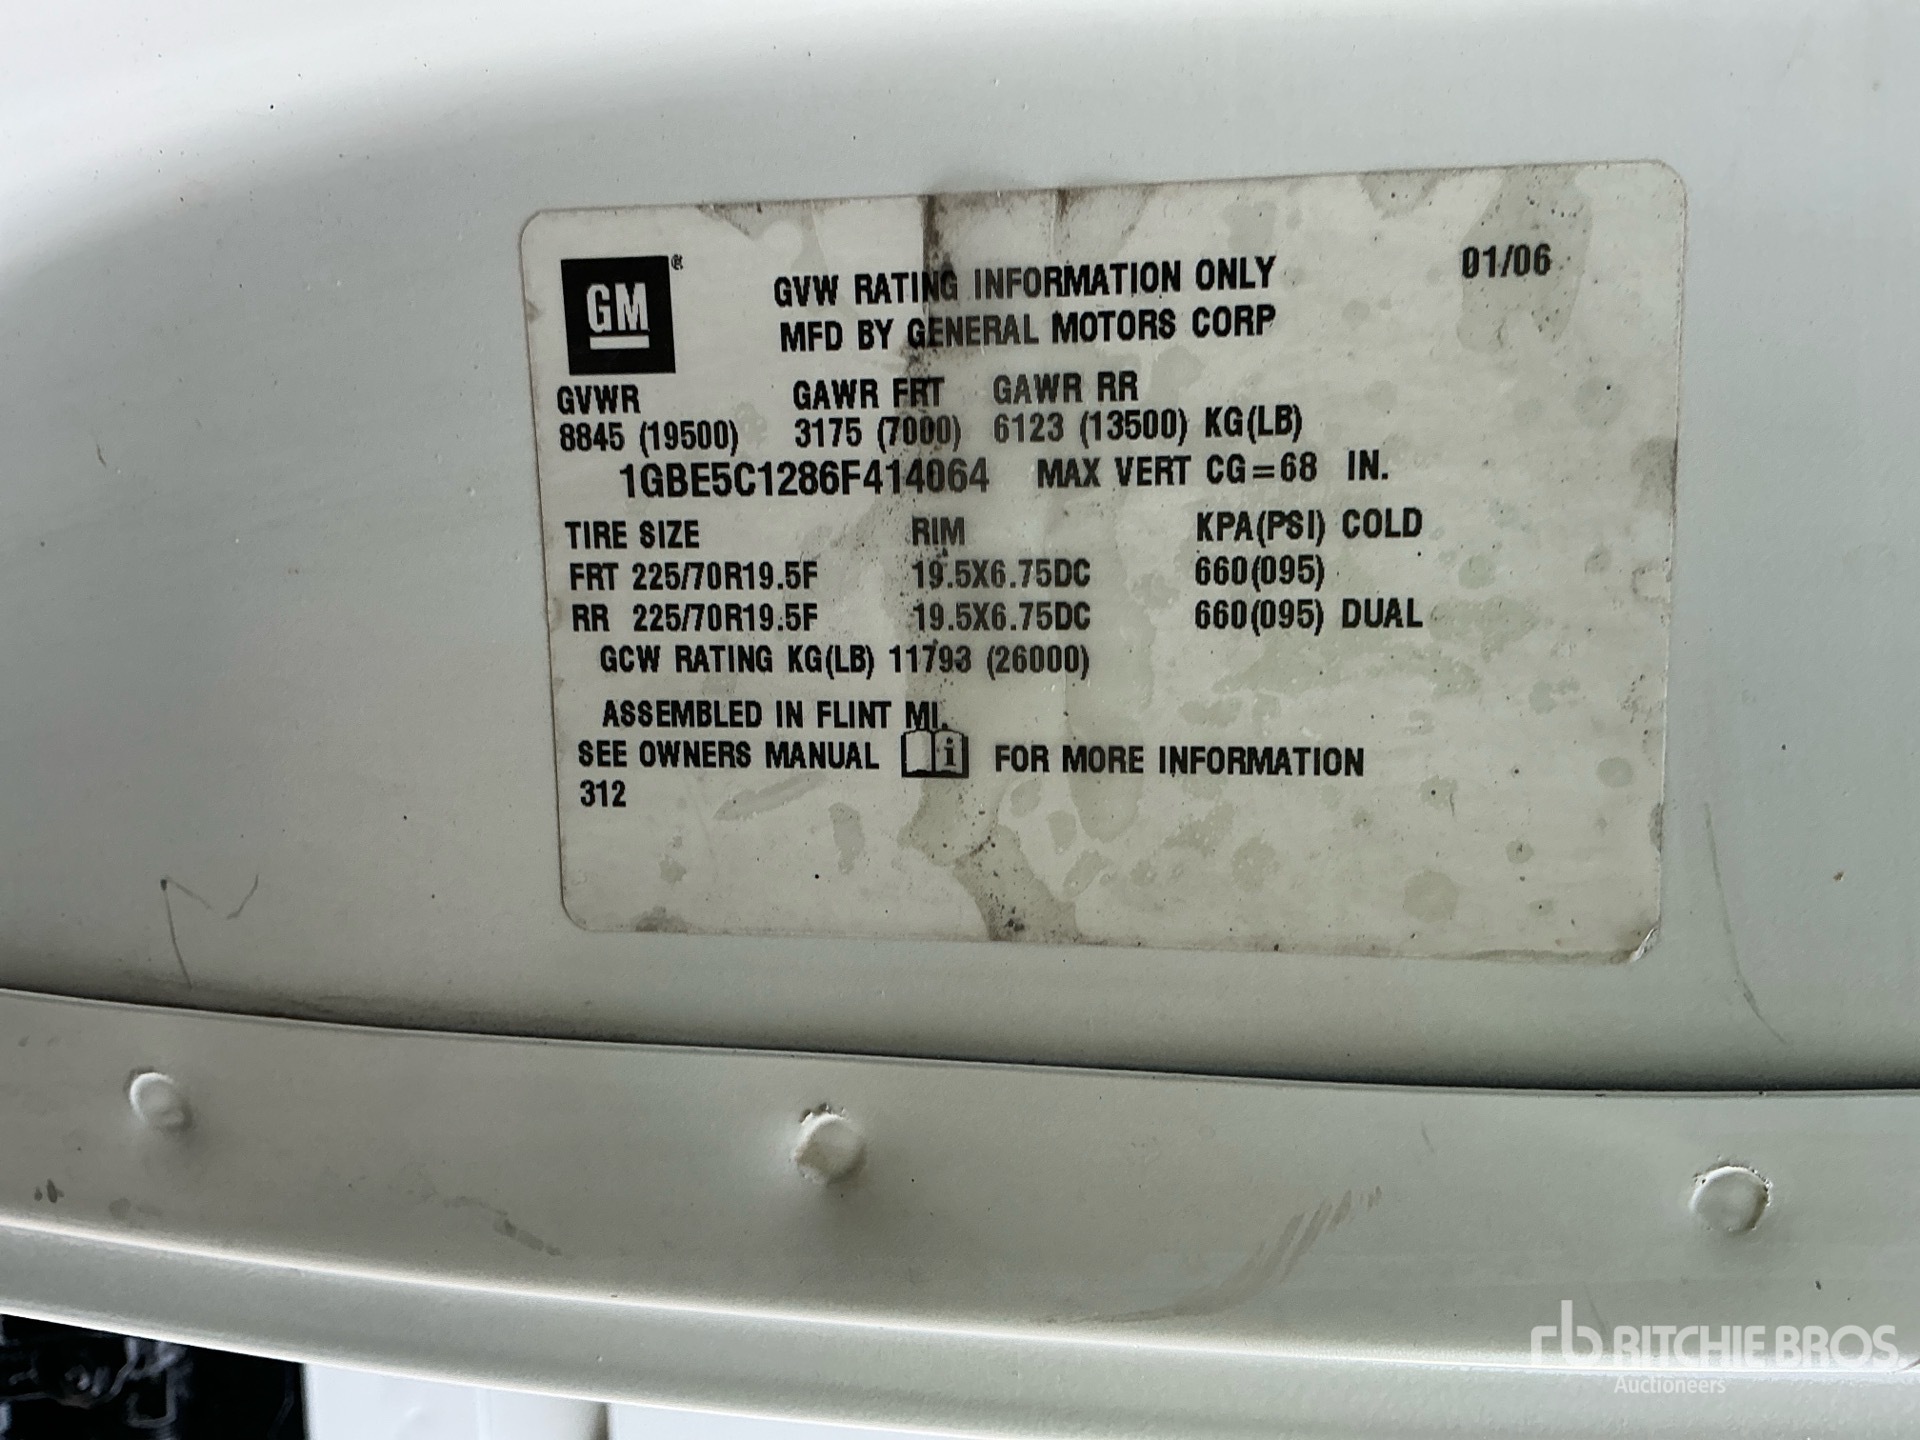 GM ®
GVW RATING INFORMATION ONLY 01/06
MFD BY GENERAL MOTORS CORP
GVWR GAWR FRT GAWR RR
8845 (19500) 3175 (7000) 6123 (13500) KG(LB)
1GBE5C1286F414064 MAX VERT CG=68 IN.
TIRE SIZE RIM KPA(PSI) COLD
FRT 225/70R19.5F 19.5X6.75DC 660(095)
RR 225/70R19.5F 19.5X6.75DC 660(095) DUAL
GCW RATING KG(LB) 11793 (26000)
ASSEMBLED IN FLINT MI.
SEE OWNERS MANUAL i FOR MORE INFORMATION
312
rb RITCHIE BROS.
Auctioneers